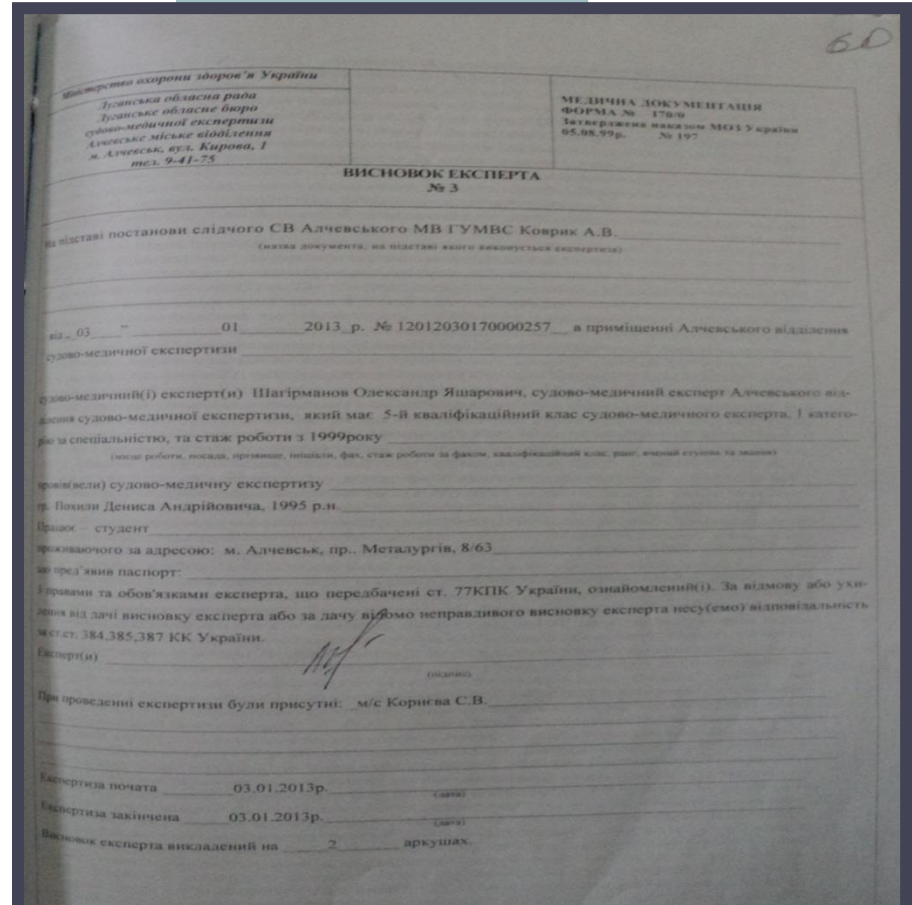 60
Міністерство охорони здоров'я України
Луганська обласна рада
Луганське обласне бюро
судово-медичної експертизи
Алчевське міське відділення
м. Алчевськ, вул. Кирова, 1
тел. 9-41-75
МЕДИЧНА ДОКУМЕНТАЦІЯ
ФОРМА № 170/0
Затверджена наказом МОЗ України
05.08.99р. № 197
ВИСНОВОК ЕКСПЕРТА
№ 3
на підставі постанови слідчого СВ Алчевського МВ ГУМВС Коврик А.В.
(назва документа, на підставі якого виконується експертиза)
від „ 03 " 01 2013 р. № 12012030170000257 в приміщенні Алчевського відділення
судово-медичної експертизи
судово-медичний(і) експерт(и) Шагірманов Олександр Яшарович, судово-медичний експерт Алчевського від-
ділення судово-медичної експертизи, який має 5-й кваліфікаційний клас судово-медичного експерта, 1 катего-
рію за спеціальністю, та стаж роботи з 1999року
(місце роботи, посада, прізвище, ініціали, фах, стаж роботи за фахом, кваліфікаційний клас, ранг, вчений ступінь та звання)
провів(вели) судово-медичну експертизу
гр. Похили Дениса Андрійовича, 1995 р.н.
Працює – студент
проживаючого за адресою: м. Алчевськ, пр.. Металургів, 8/63
що пред'явив паспорт:
З правами та обов'язками експерта, що передбачені ст. 77КПК України, ознайомлений(і). За відмову або ухи-
лення від дачі висновку експерта або за дачу відомо неправдивого висновку експерта несу(емо) відповідальність
за ст.ст. 384,385,387 КК України.
Експерт(и)
(підпис)
При проведенні експертизи були присутні: м/с Корнєва С.В.
Експертиза почата 03.01.2013р.
(дата)
Експертиза закінчена 03.01.2013р.
(дата)
Висновок експерта викладений на 2 аркушах.